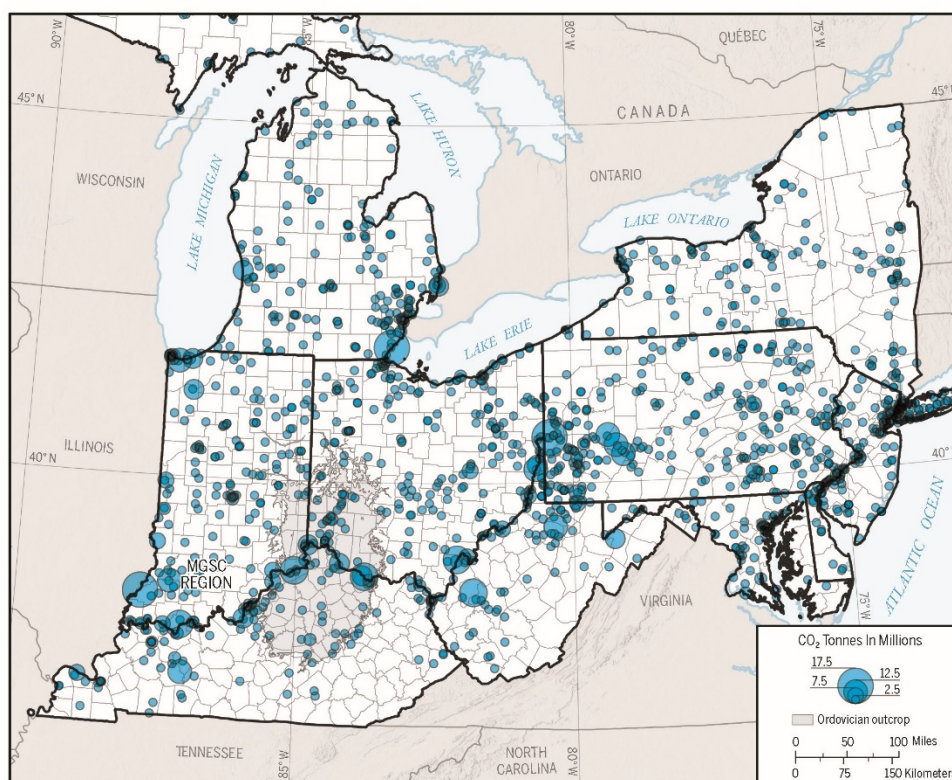 90° W
85° W
80° W
75° W
QUÉBEC
45° N
45° N
CANADA
LAKE HURON
LAKE MICHIGAN
WISCONSIN
ONTARIO
LAKE ONTARIO
LAKE ERIE
ILLINOIS
40° N
40° N
ATLANTIC OCEAN
MGSC
REGION
VIRGINIA
75° W
TENNESSEE
85° W
NORTH
CAROLINA
80° W
CO₂ Tonnes In Millions
17.5
12.5
7.5
2.5
Ordovician outcrop
0 50 100 Miles
0 75 150 Kilometer